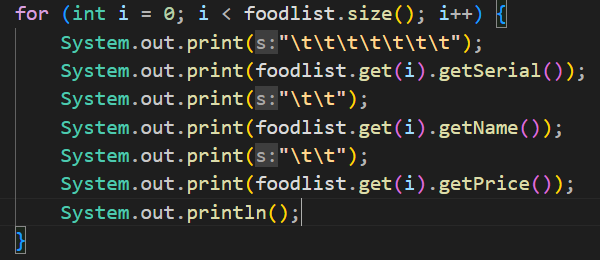 for (int i = 0; i < foodlist.size(); i++) {
    System.out.print(s:"\t\t\t\t\t\t\t");
    System.out.print(foodlist.get(i).getSerial());
    System.out.print(s:"\t\t");
    System.out.print(foodlist.get(i).getName());
    System.out.print(s:"\t\t");
    System.out.print(foodlist.get(i).getPrice());
    System.out.println();
}